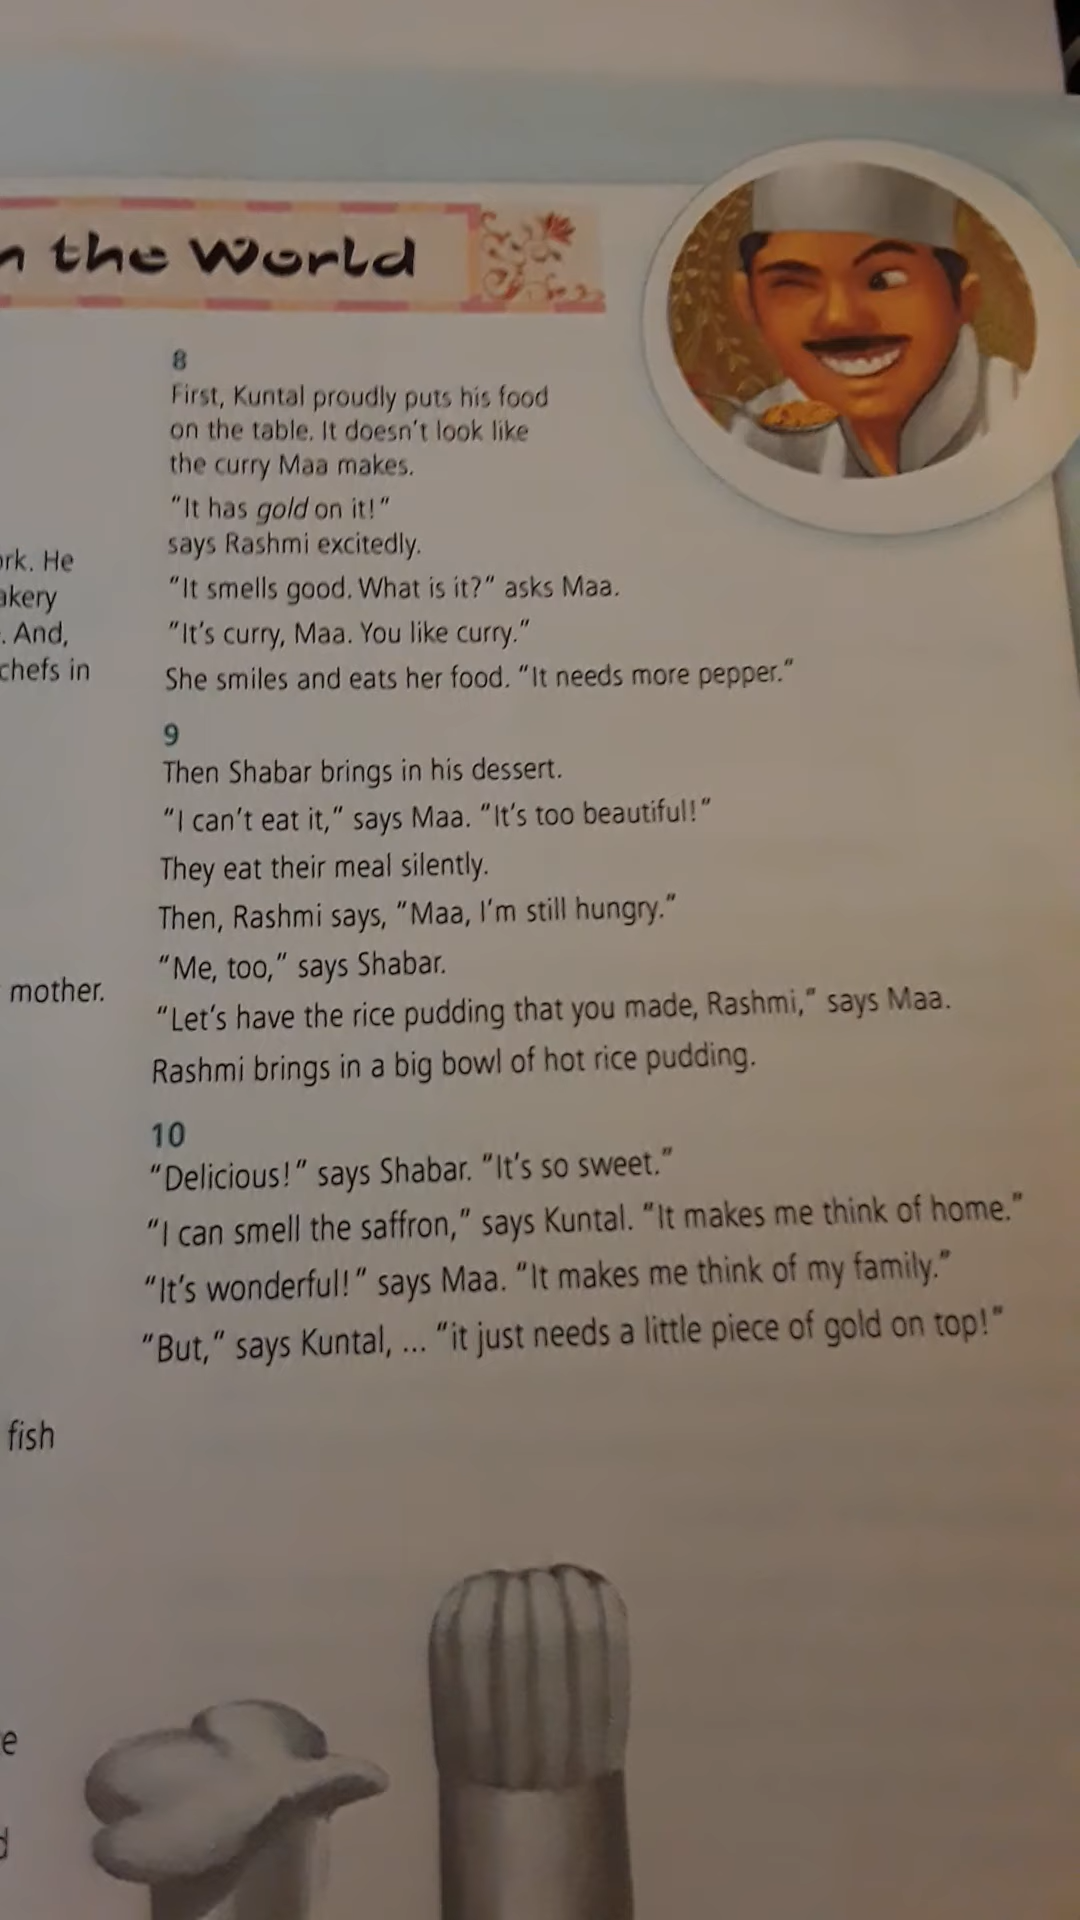 the World
ork. He
akery
. And,
chefs in
mother.
fish
e
d
8
First, Kuntal proudly puts his food
on the table. It doesn't look like
the curry Maa makes.
"It has gold on it!"
says Rashmi excitedly.
"It smells good. What is it?" asks Maa.
"It's curry, Maa. You like curry."
She smiles and eats her food. "It needs more pepper."
9
Then Shabar brings in his dessert.
"I can't eat it," says Maa. "It's too beautiful!"
They eat their meal silently.
Then, Rashmi says, "Maa, I'm still hungry."
"Me, too," says Shabar.
"Let's have the rice pudding that you made, Rashmi," says Maa.
Rashmi brings in a big bowl of hot rice pudding.
10
"Delicious!" says Shabar. "It's so sweet."
"I can smell the saffron," says Kuntal. "It makes me think of home."
"It's wonderful!" says Maa. "It makes me think of my family."
"But," says Kuntal, ... "it just needs a little piece of gold on top!"